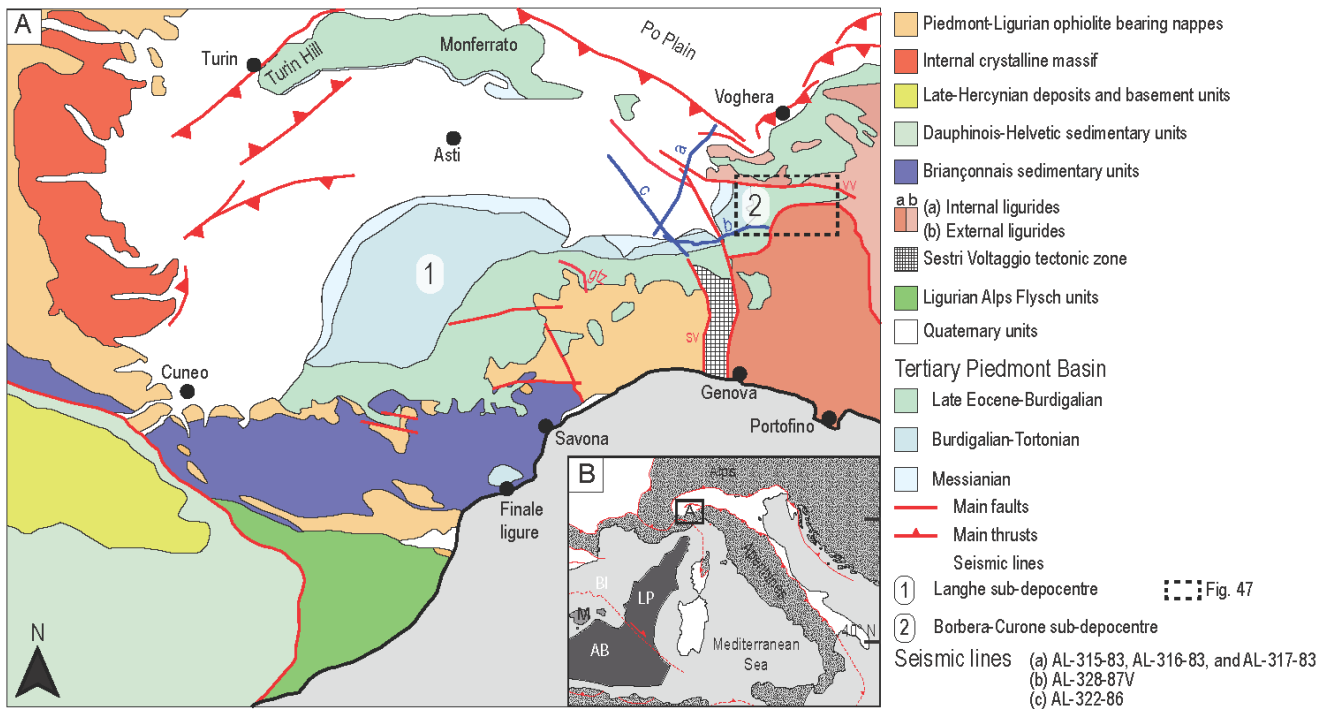 A
Turin
Turin Hill
Monferrato
Po Plain
Voghera
Asti
a
c
b
vv
2
1
gtz
sv
Cuneo
Genova
Portofino
Savona
Finale
ligure
N
B
Alps
A
Apennines
BI
LP
M
AB
Mediterranean
Sea
40° N
Piedmont-Ligurian ophiolite bearing nappes
Internal crystalline massif
Late-Hercynian deposits and basement units
Dauphinois-Helvetic sedimentary units
Briançonnais sedimentary units
a b
(a) Internal ligurides
(b) External ligurides
Sestri Voltaggio tectonic zone
Ligurian Alps Flysch units
Quaternary units
Tertiary Piedmont Basin
Late Eocene-Burdigalian
Burdigalian-Tortonian
Messianian
Main faults
Main thrusts
Seismic lines
1 Langhe sub-depocentre
Fig. 47
2 Borbera-Curone sub-depocentre
Seismic lines (a) AL-315-83, AL-316-83, and AL-317-83
(b) AL-328-87V
(c) AL-322-86